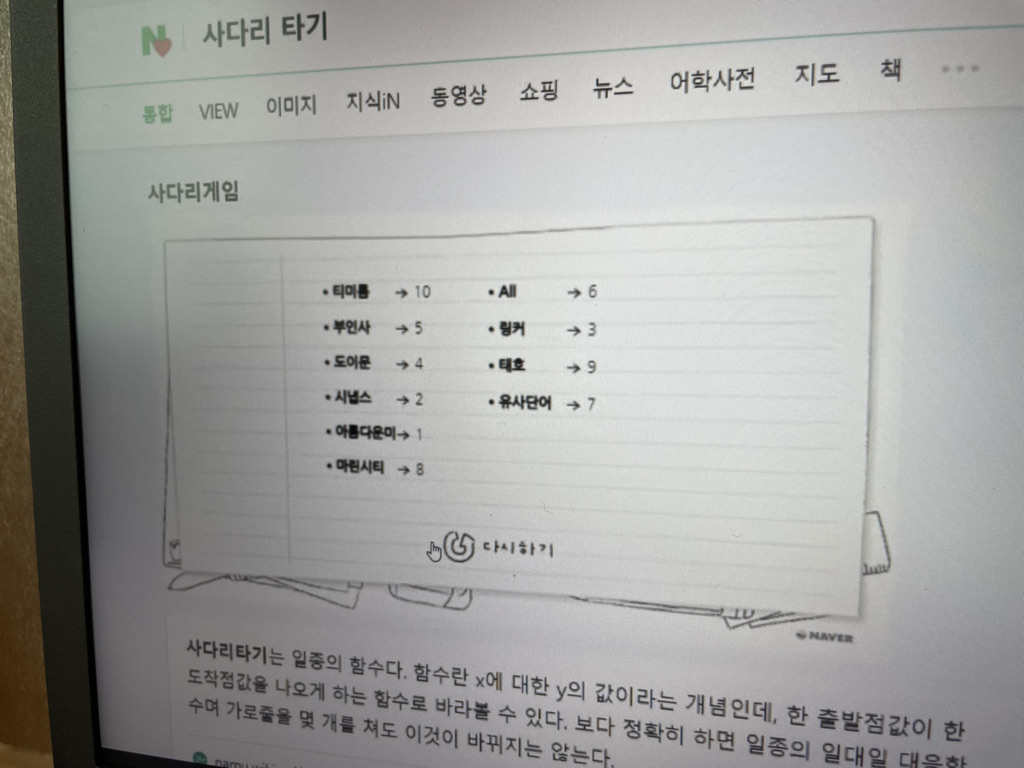 N 사다리 타기
통합 VIEW 이미지 지식iN 동영상 쇼핑 뉴스 어학사전 지도 책
사다리게임
• 티미룸 → 10
• 부인사 → 5
• 도이문 → 4
• 시냅스 → 2
• 아름다운미→ 1
• 마린시티 → 8
• All → 6
• 링커 → 3
• 태호 → 9
• 유사단어 → 7
다시하기
NAVER
사다리타기는 일종의 함수다. 함수란 x에 대한 y의 값이라는 개념인데, 한 출발점값이 한
도착점값을 나오게 하는 함수로 바라볼 수 있다. 보다 정확히 하면 일종의 일대일 대응함
수며 가로줄을 몇 개를 쳐도 이것이 바뀌지는 않는다.